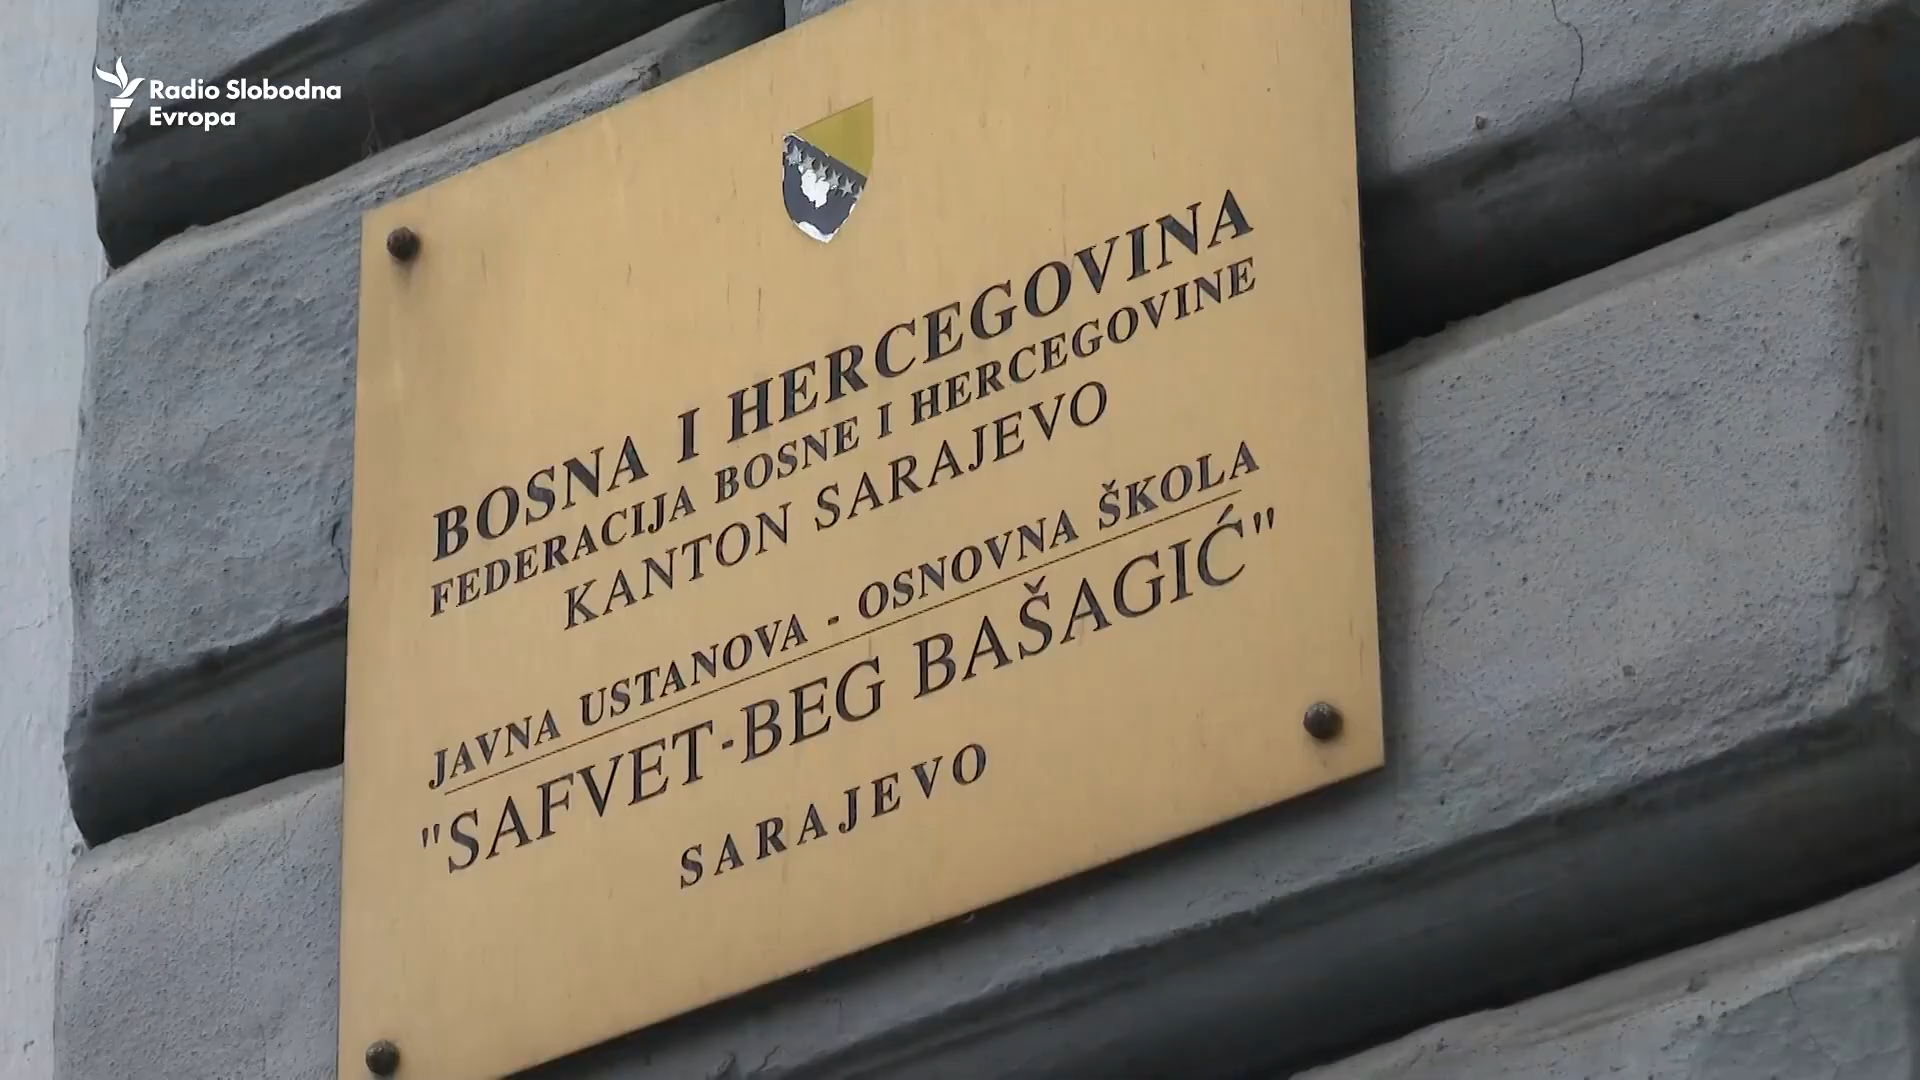 Radio Slobodna
Evropa
BOSNA I HERCEGOVINA
FEDERACIJA BOSNE I HERCEGOVINE
KANTON SARAJEVO
JAVNA USTANOVA - OSNOVNA ŠKOLA
"SAFVET-BEG BAŠAGIĆ"
SARAJEVO